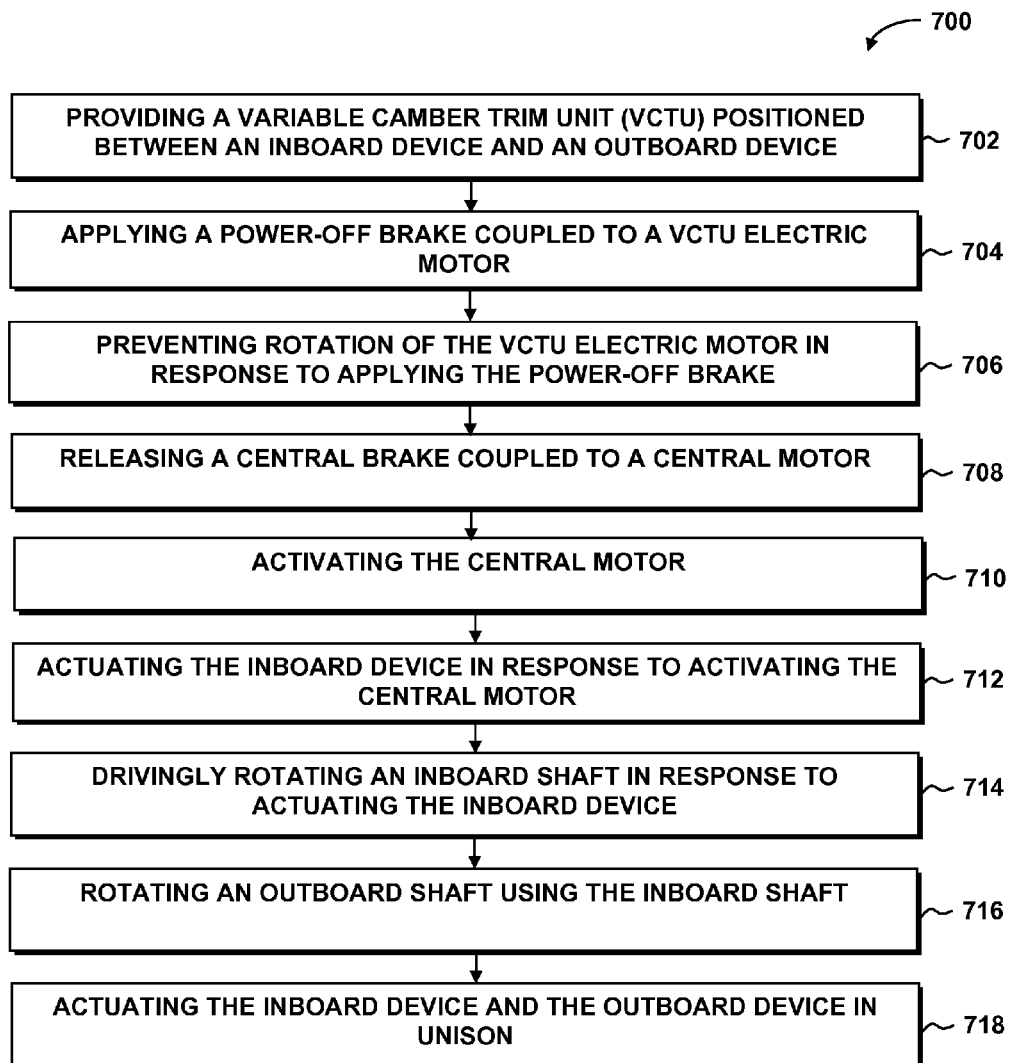 700
PROVIDING A VARIABLE CAMBER TRIM UNIT (VCTU) POSITIONED
BETWEEN AN INBOARD DEVICE AND AN OUTBOARD DEVICE
702
APPLYING A POWER-OFF BRAKE COUPLED TO A VCTU ELECTRIC
MOTOR
704
PREVENTING ROTATION OF THE VCTU ELECTRIC MOTOR IN
RESPONSE TO APPLYING THE POWER-OFF BRAKE
706
RELEASING A CENTRAL BRAKE COUPLED TO A CENTRAL MOTOR
708
ACTIVATING THE CENTRAL MOTOR
710
ACTUATING THE INBOARD DEVICE IN RESPONSE TO ACTIVATING THE
CENTRAL MOTOR
712
DRIVINGLY ROTATING AN INBOARD SHAFT IN RESPONSE TO
ACTUATING THE INBOARD DEVICE
714
ROTATING AN OUTBOARD SHAFT USING THE INBOARD SHAFT
716
ACTUATING THE INBOARD DEVICE AND THE OUTBOARD DEVICE IN
UNISON
718